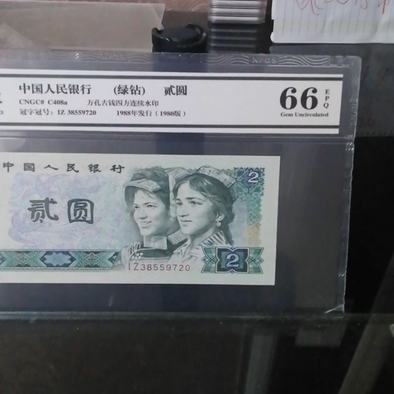 中国人民银行 (绿钻) 贰圆
CNGC# C408a 方孔古钱四方连续水印
冠字冠号: IZ 38559720 1988年发行 (1980版)
66 EPQ
Gem Uncirculated
中国人民银行
贰圆
2
IZ38559720
2